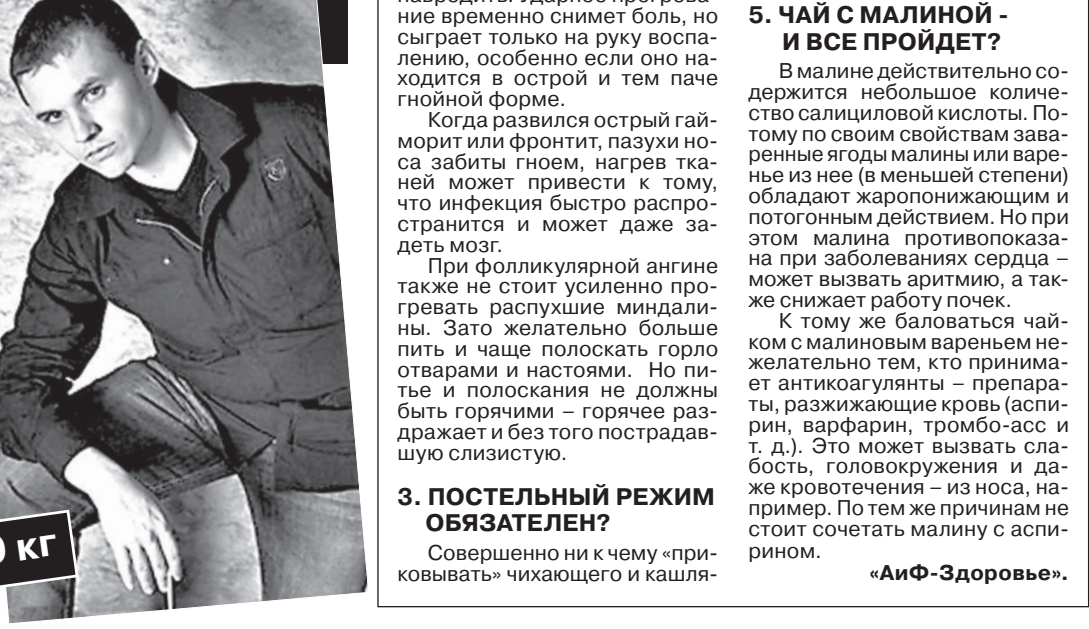 кг
ние временно снимет боль, но
сыграет только на руку воспа-
лению, особенно если оно на-
ходится в острой и тем паче
гнойной форме.
Когда развился острый гай-
морит или фронтит, пазухи но-
са забиты гноем, нагрев тка-
ней может привести к тому,
что инфекция быстро распро-
странится и может даже за-
деть мозг.
При фолликулярной ангине
также не стоит усиленно про-
гревать распухшие миндали-
ны. Зато желательно больше
пить и чаще полоскать горло
отварами и настоями. Но пи-
тье и полоскания не должны
быть горячими – горячее раз-
дражает и без того пострадав-
шую слизистую.
3. ПОСТЕЛЬНЫЙ РЕЖИМ
ОБЯЗАТЕЛЕН?
Совершенно ни к чему «при-
ковывать» чихающего и кашля-
5. ЧАЙ С МАЛИНОЙ -
И ВСЕ ПРОЙДЕТ?
В малине действительно со-
держится небольшое количе-
ство салициловой кислоты. По-
тому по своим свойствам зава-
ренные ягоды малины или варе-
нье из нее (в меньшей степени)
обладают жаропонижающим и
потогонным действием. Но при
этом малина противопоказа-
на при заболеваниях сердца –
может вызвать аритмию, а так-
же снижает работу почек.
К тому же баловаться чай-
ком с малиновым вареньем не-
желательно тем, кто принима-
ет антикоагулянты – препара-
ты, разжижающие кровь (аспи-
рин, варфарин, тромбо-асс и
т. д.). Это может вызвать сла-
бость, головокружения и да-
же кровотечения – из носа, на-
пример. По тем же причинам не
стоит сочетать малину с аспи-
рином.
«АиФ-Здоровье».